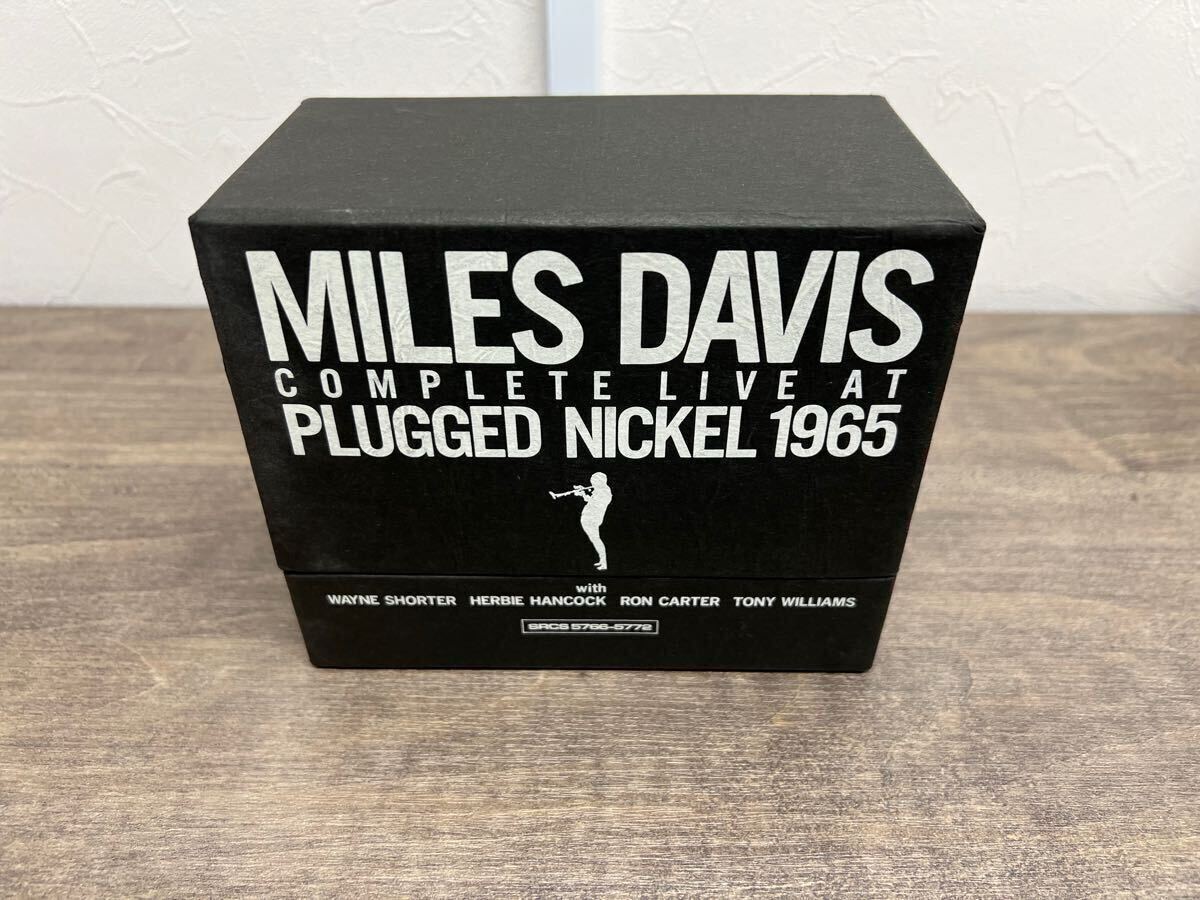 MILES DAVIS
COMPLETE LIVE AT
PLUGGED NICKEL 1965
with
WAYNE SHORTER HERBIE HANCOCK RON CARTER TONY WILLIAMS
SRCS 5766-5772